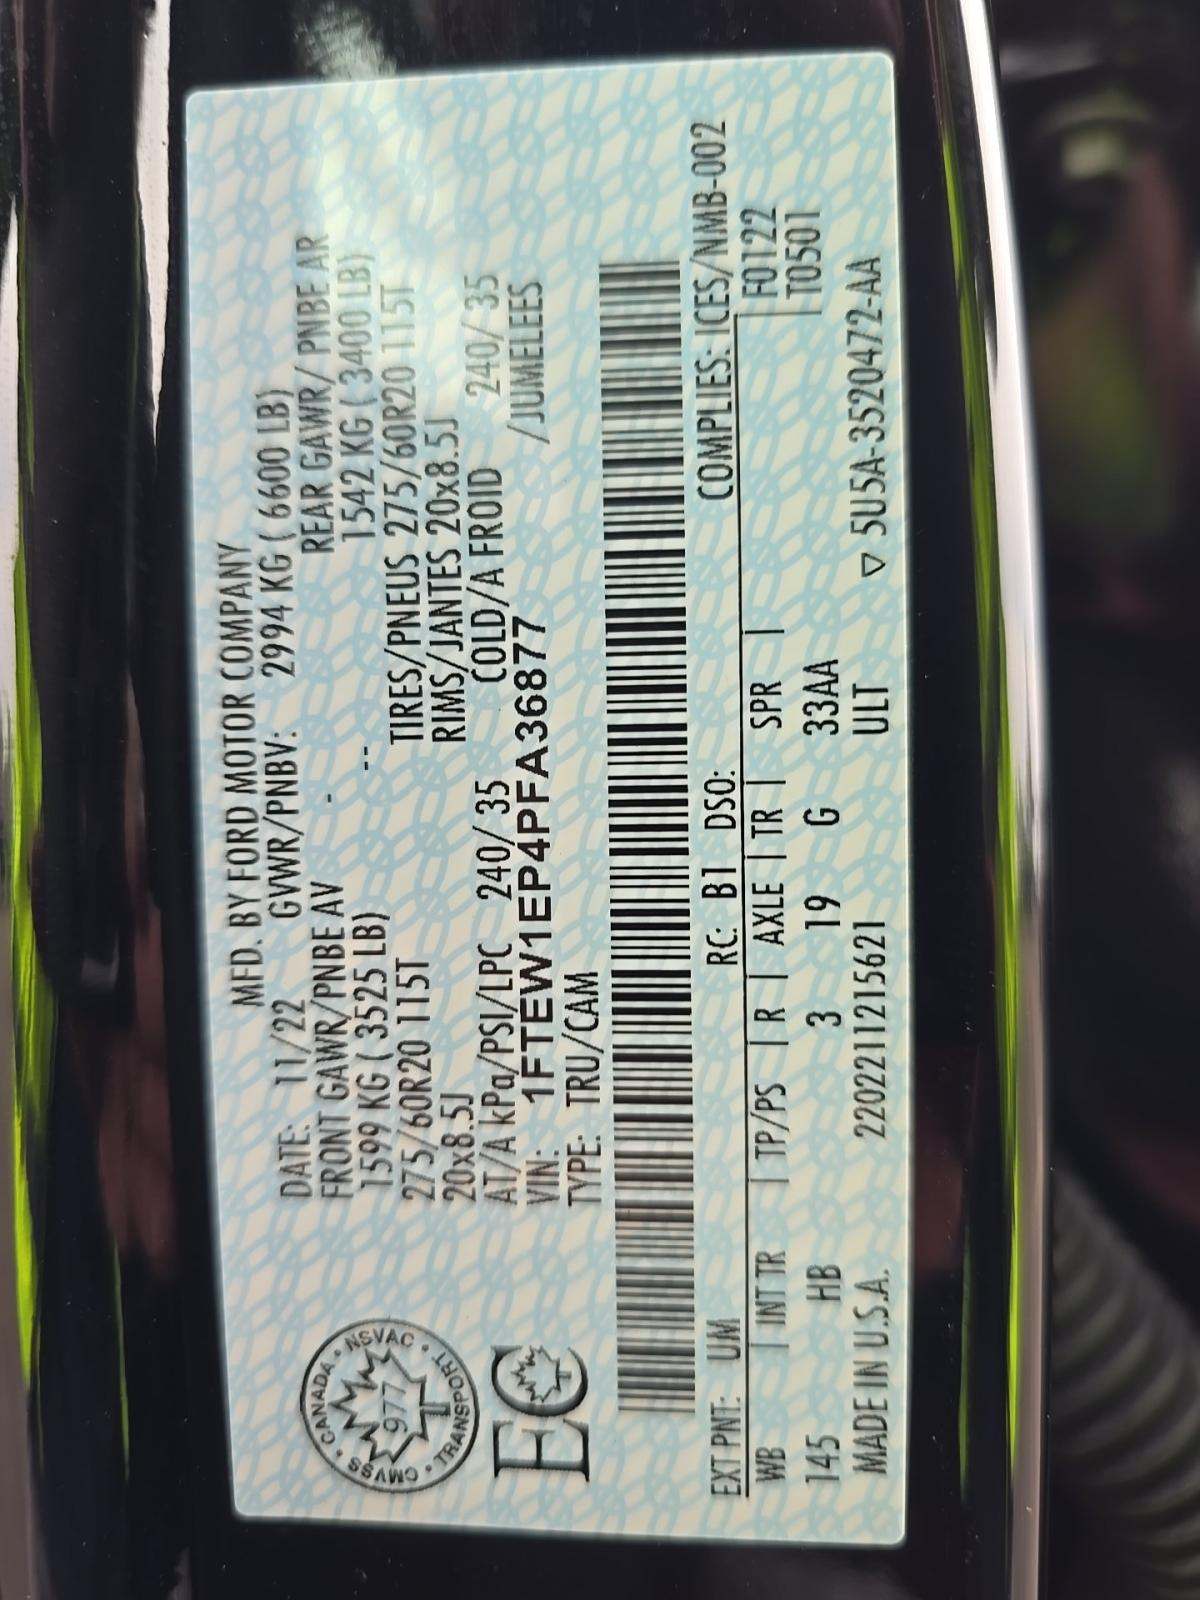 MFD. BY FORD MOTOR COMPANY
DATE: 11/22 GVWR/PNBV: 2994 KG ( 6600 LB)
FRONT GAWR/PNBE AV - REAR GAWR/ PNBE AR
1599 KG ( 3525 LB) -- 1542 KG ( 3400 LB)
275/60R20 115T TIRES/PNEUS 275/60R20 115T
20x8.5J RIMS/JANTES 20x8.5J
AT/A kPa/PSI/LPC 240/ 35 COLD/A FROID 240/ 35
VIN: 1FTEW1EP4PFA36877 /JUMELEES
TYPE: TRU/CAM
CANADA • NSVAC • TRANSPORT • CMVSS •
977
EC
EXT PNT: UM RC: B1 DSO: COMPLIES: ICES/NMB-002
WB | INT TR | TP/PS | R | AXLE | TR | SPR | F0122
145 HB 3 19 G 33AA T0501
MADE IN U.S.A. 220221121215621 ULT ▽ 5U5A-3520472-AA